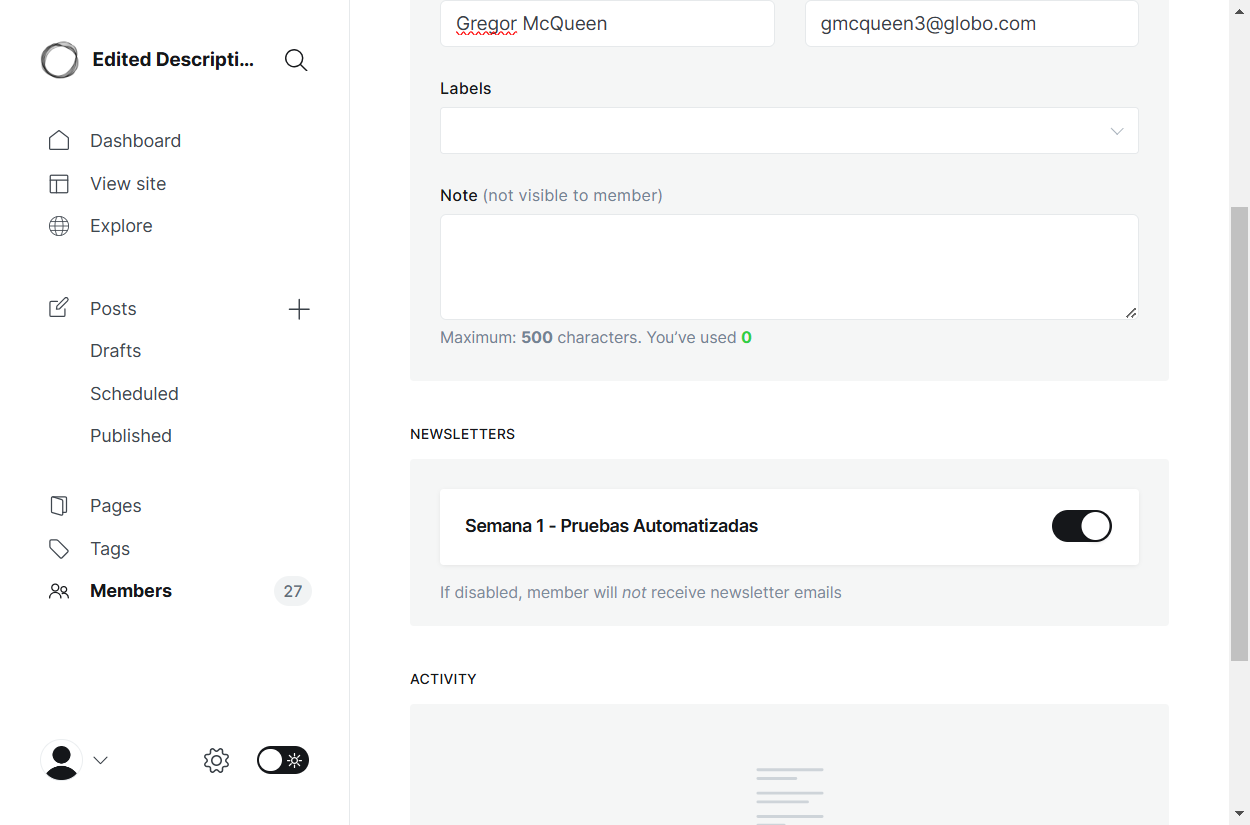 Edited Descripti...
Dashboard
View site
Explore
Posts
Drafts
Scheduled
Published
Pages
Tags
Members 27
Gregor McQueen
gmcqueen3@globo.com
Labels
Note (not visible to member)
Maximum: 500 characters. You’ve used 0
NEWSLETTERS
Semana 1 - Pruebas Automatizadas
If disabled, member will not receive newsletter emails
ACTIVITY